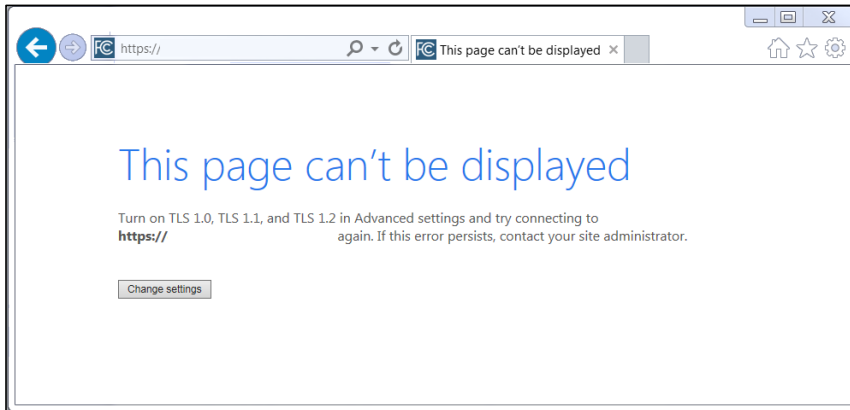 FC https:// FC This page can't be displayed ×
This page can't be displayed
Turn on TLS 1.0, TLS 1.1, and TLS 1.2 in Advanced settings and try connecting to
https:// again. If this error persists, contact your site administrator.
Change settings